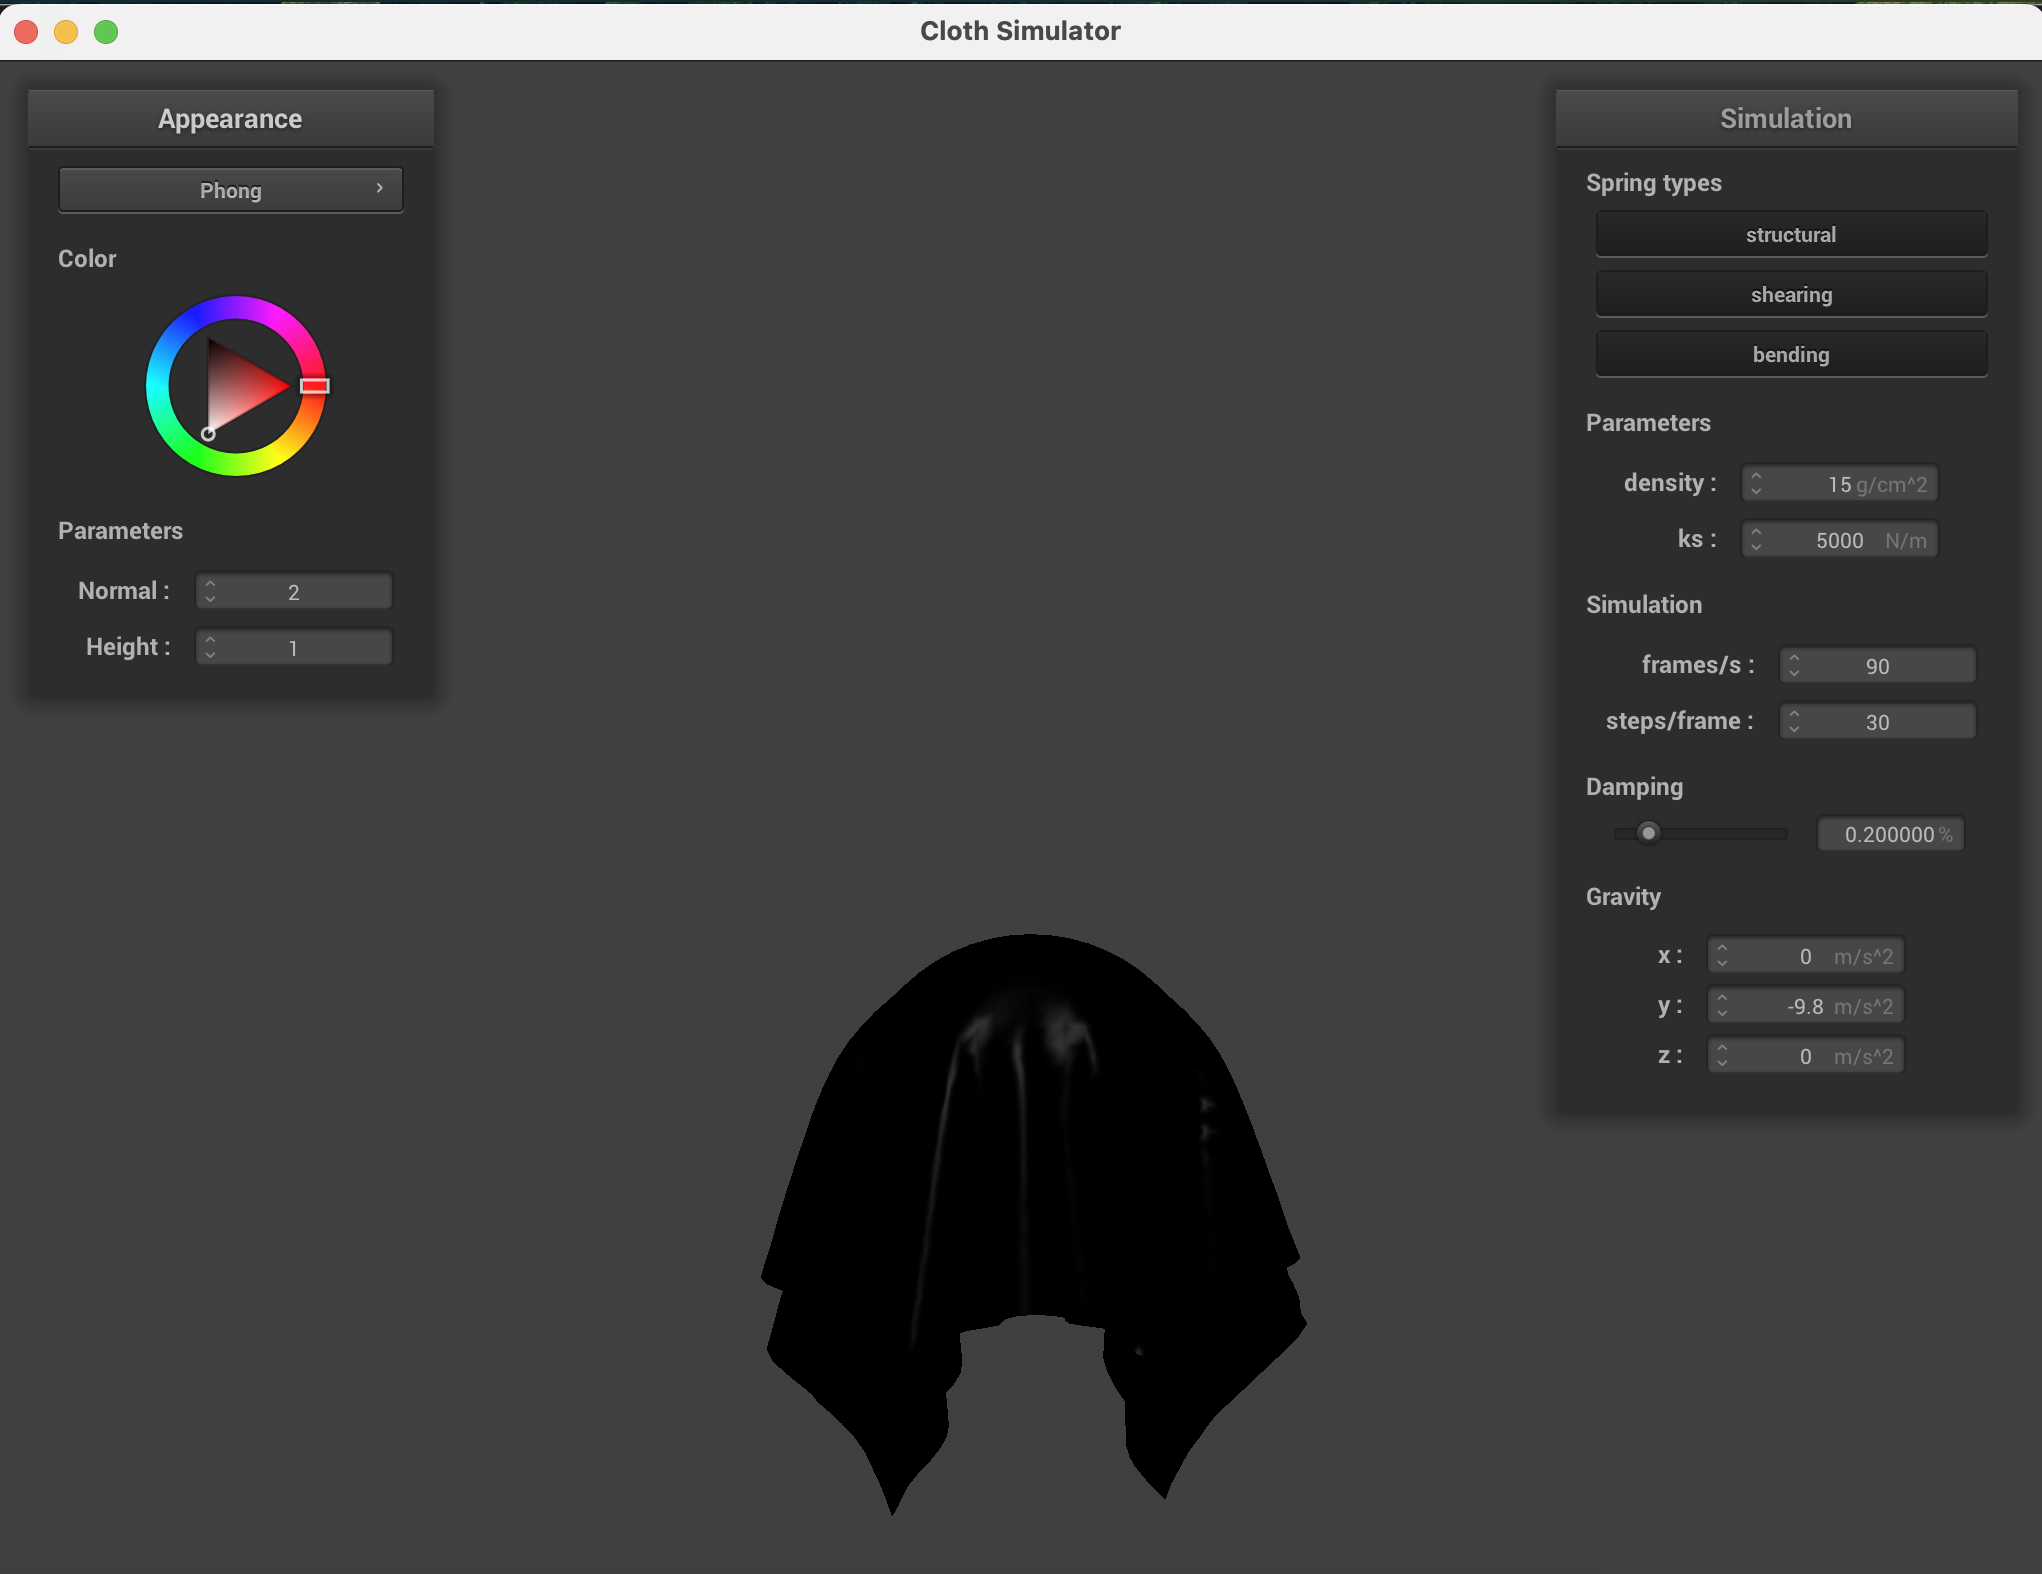 Cloth Simulator
Appearance
Phong
Color
Parameters
Normal : 2
Height : 1
Simulation
Spring types
structural
shearing
bending
Parameters
density : 15 g/cm^2
ks : 5000 N/m
Simulation
frames/s : 90
steps/frame : 30
Damping
0.200000 %
Gravity
x : 0 m/s^2
y : -9.8 m/s^2
z : 0 m/s^2